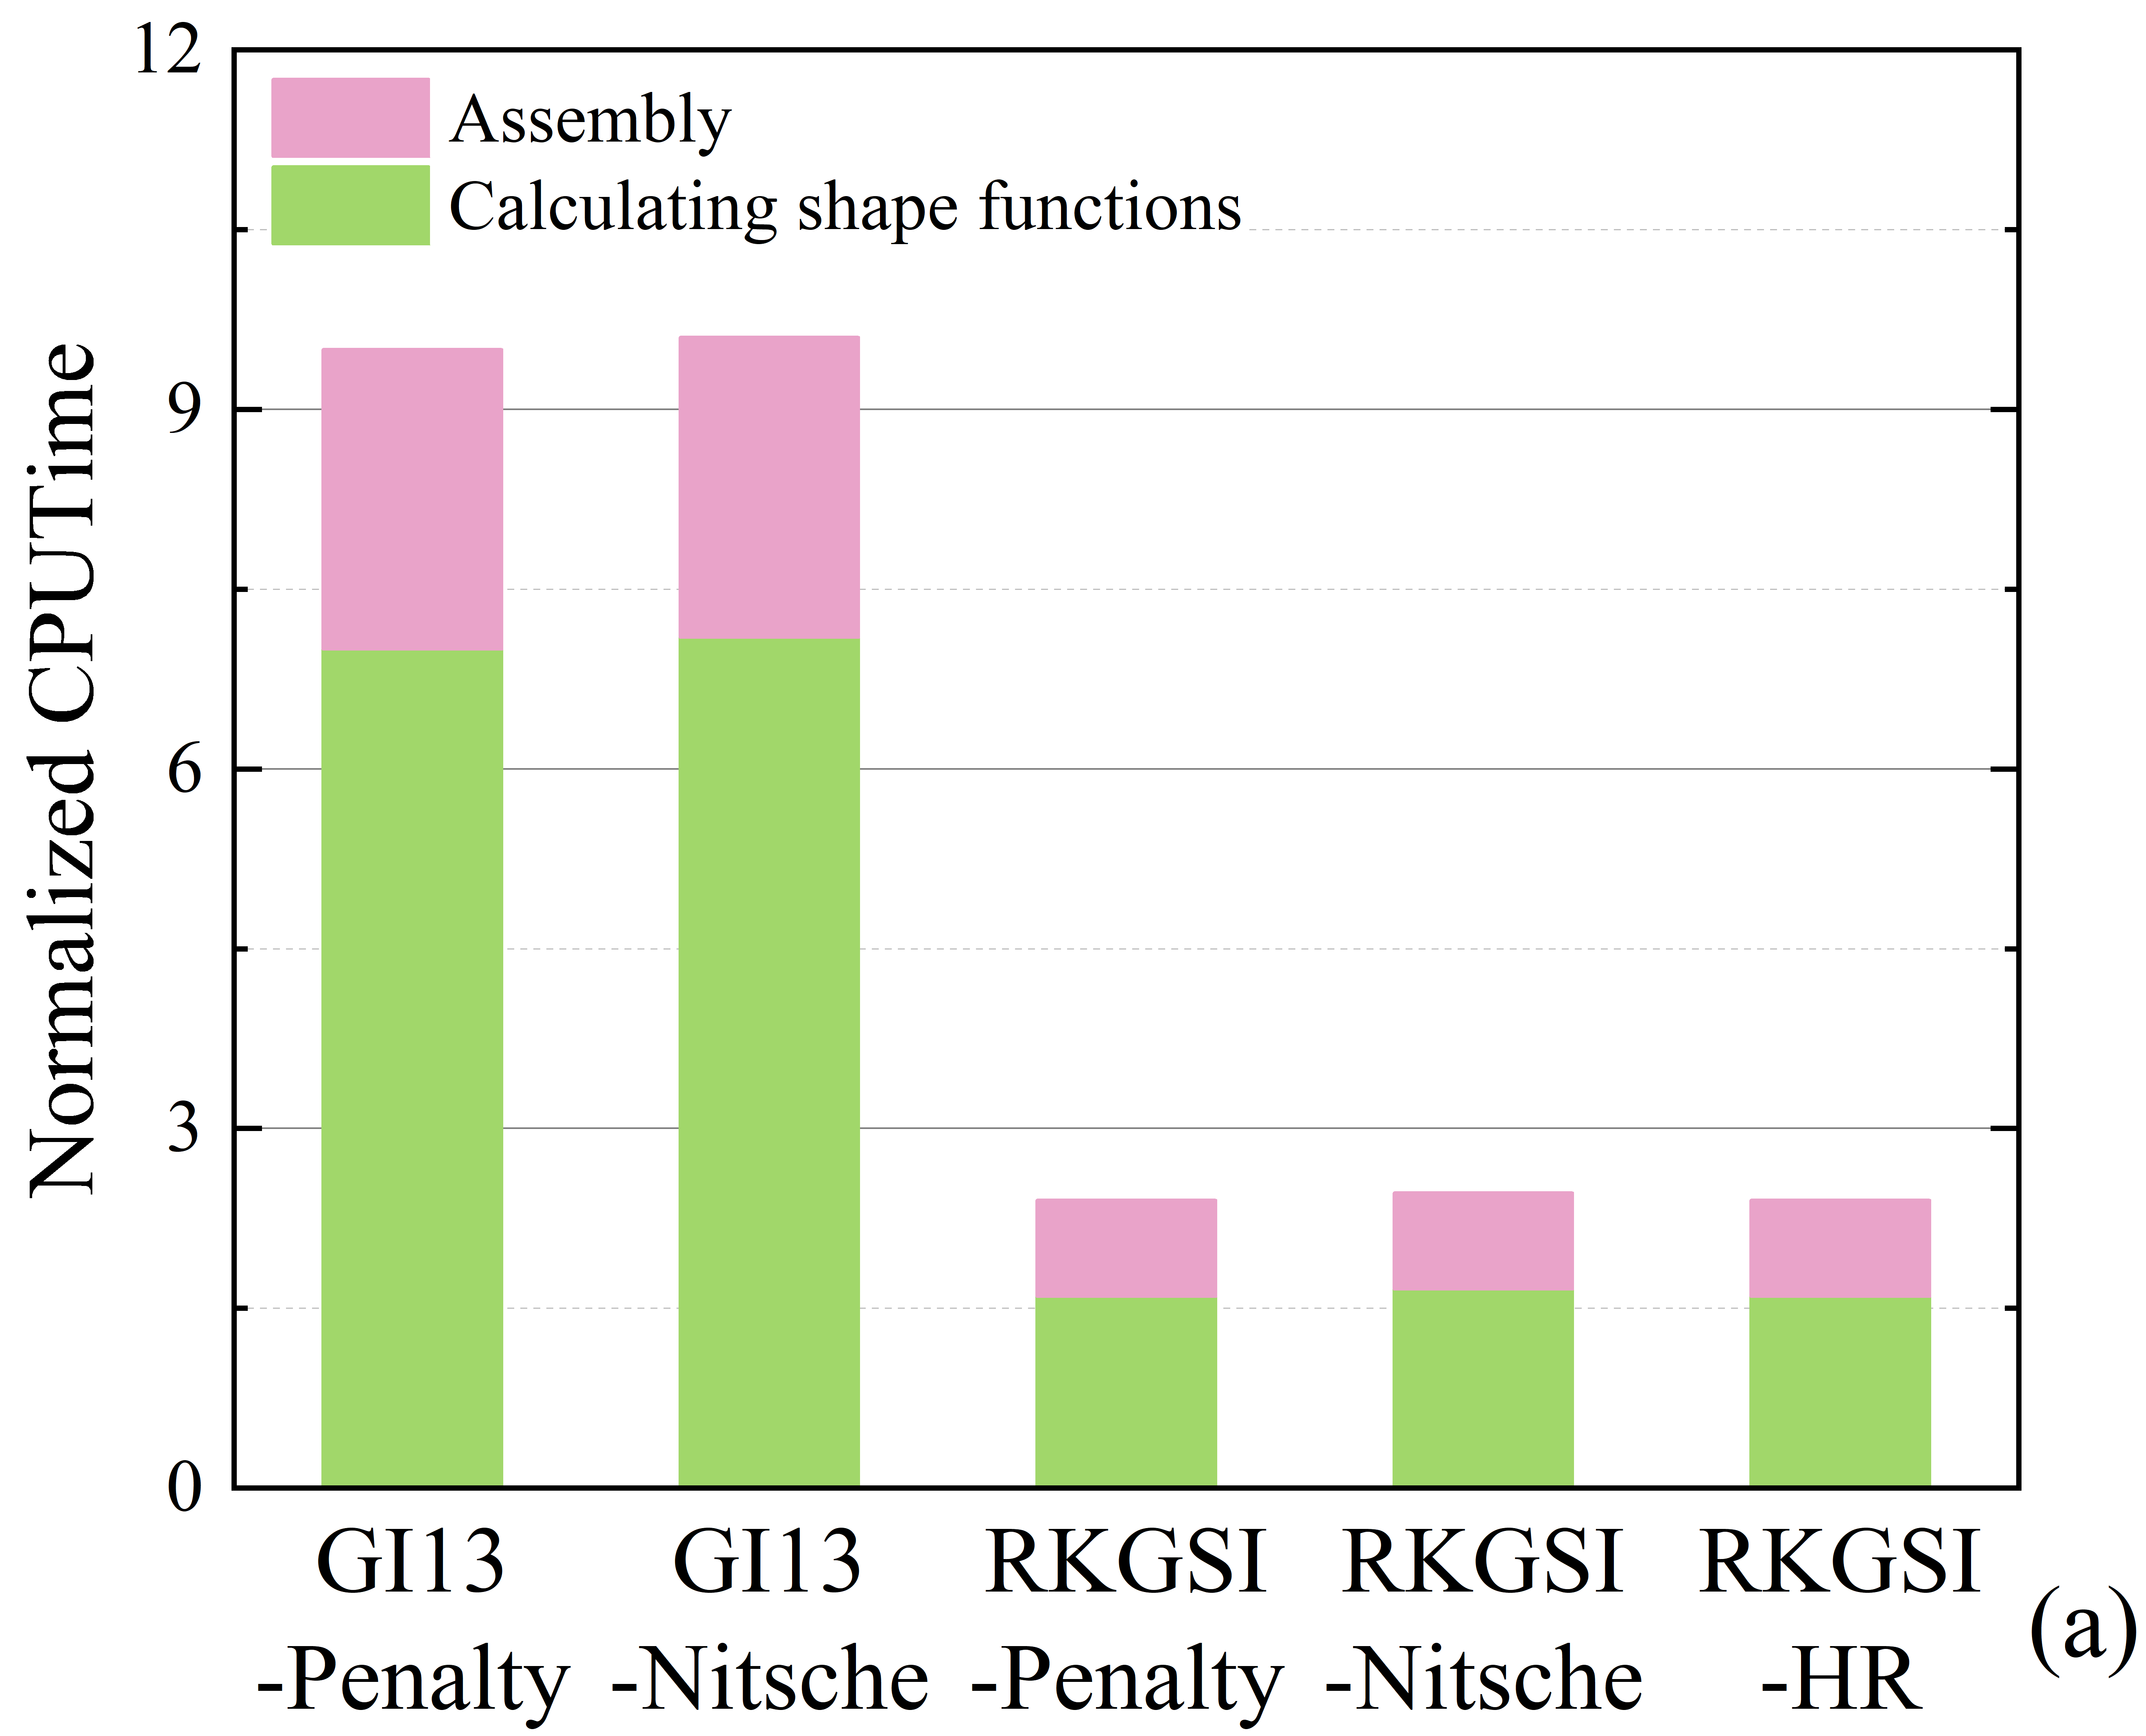 12
Assembly
Calculating shape functions
9
Normalized CPUTime
6
3
0
GI13 GI13 RKGSI RKGSI RKGSI
-Penalty -Nitsche -Penalty -Nitsche -HR
(a)